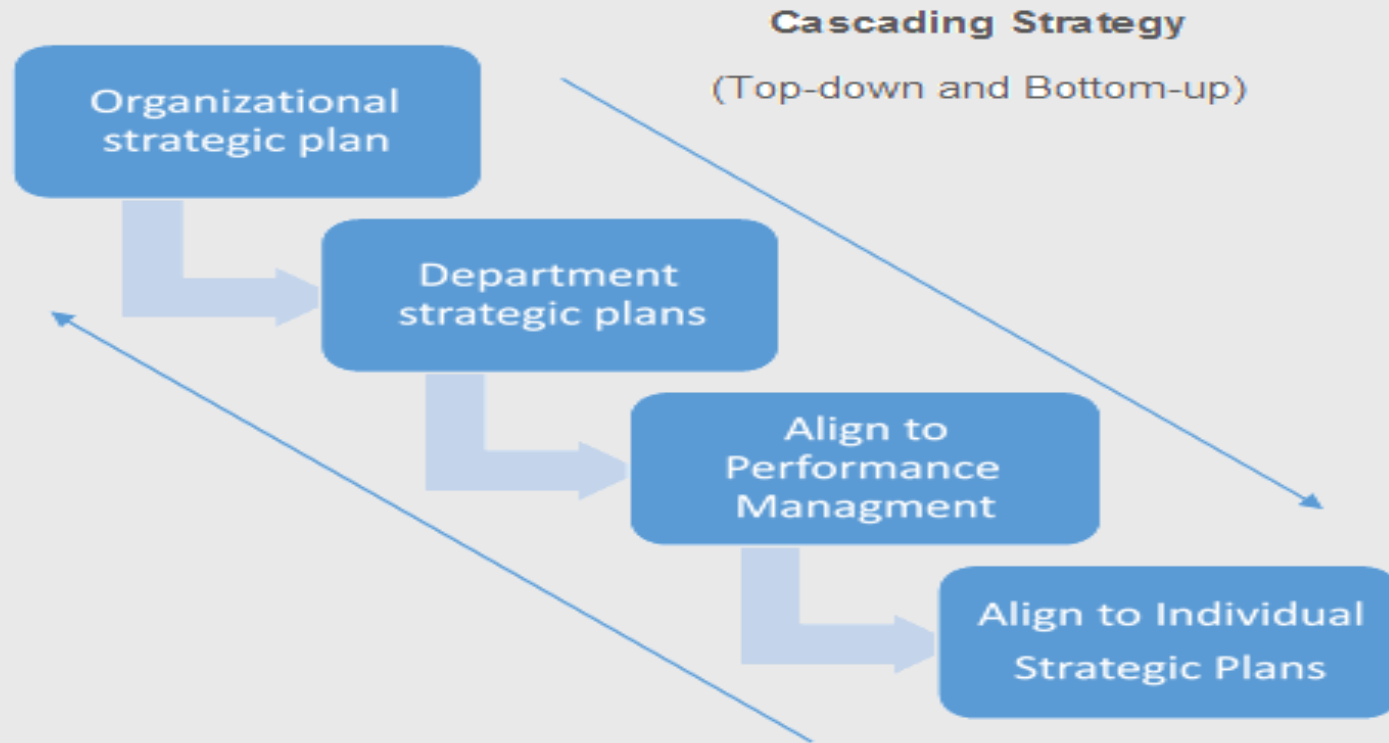 Cascading Strategy
(Top-down and Bottom-up)
Organizational
strategic plan
Department
strategic plans
Align to
Performance
Managment
Align to Individual
Strategic Plans